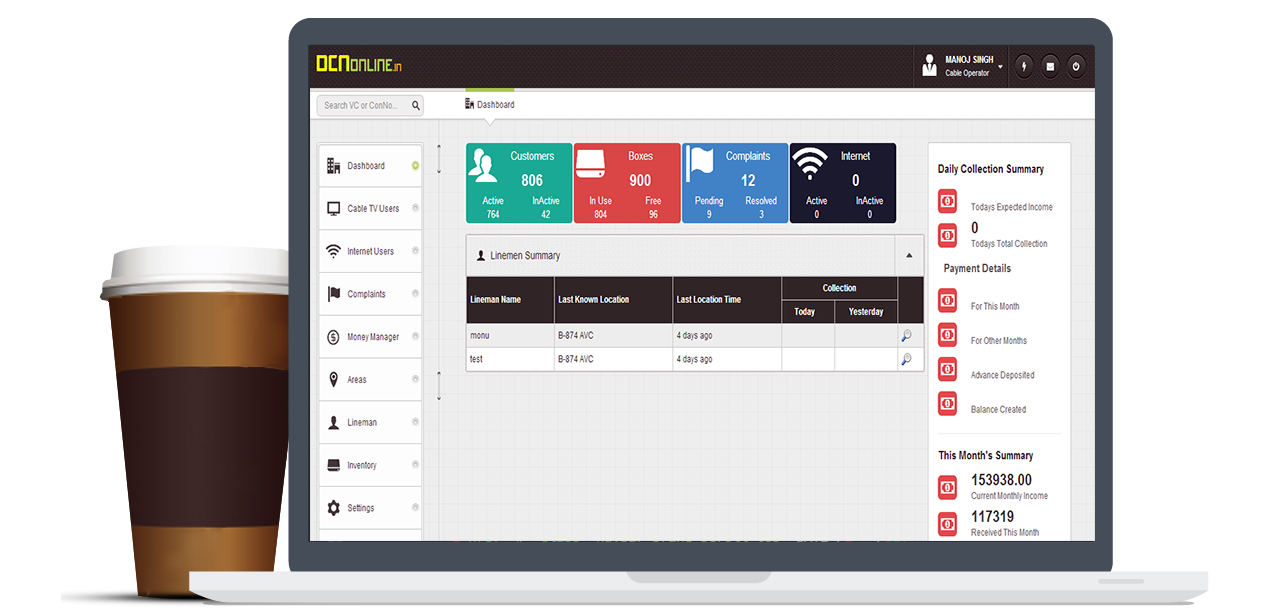 DCNONLINE.in
MANOJ SINGH
Cable Operator
Search VC or ConNo...
Dashboard
Dashboard
Cable TV Users
Internet Users
Complaints
Money Manager
Areas
Lineman
Inventory
Settings
Customers
806
Active InActive
764 42
Boxes
900
In Use Free
804 96
Complaints
12
Pending Resolved
9 3
Internet
0
Active InActive
0 0
Linemen Summary
Lineman Name Last Known Location Last Location Time Collection
Today Yesterday
monu B-874 AVC 4 days ago
test B-874 AVC 4 days ago
Daily Collection Summary
Todays Expected Income
0
Todays Total Collection
Payment Details
For This Month
For Other Months
Advance Deposited
Balance Created
This Month's Summary
153938.00
Current Monthly Income
117319
Received This Month